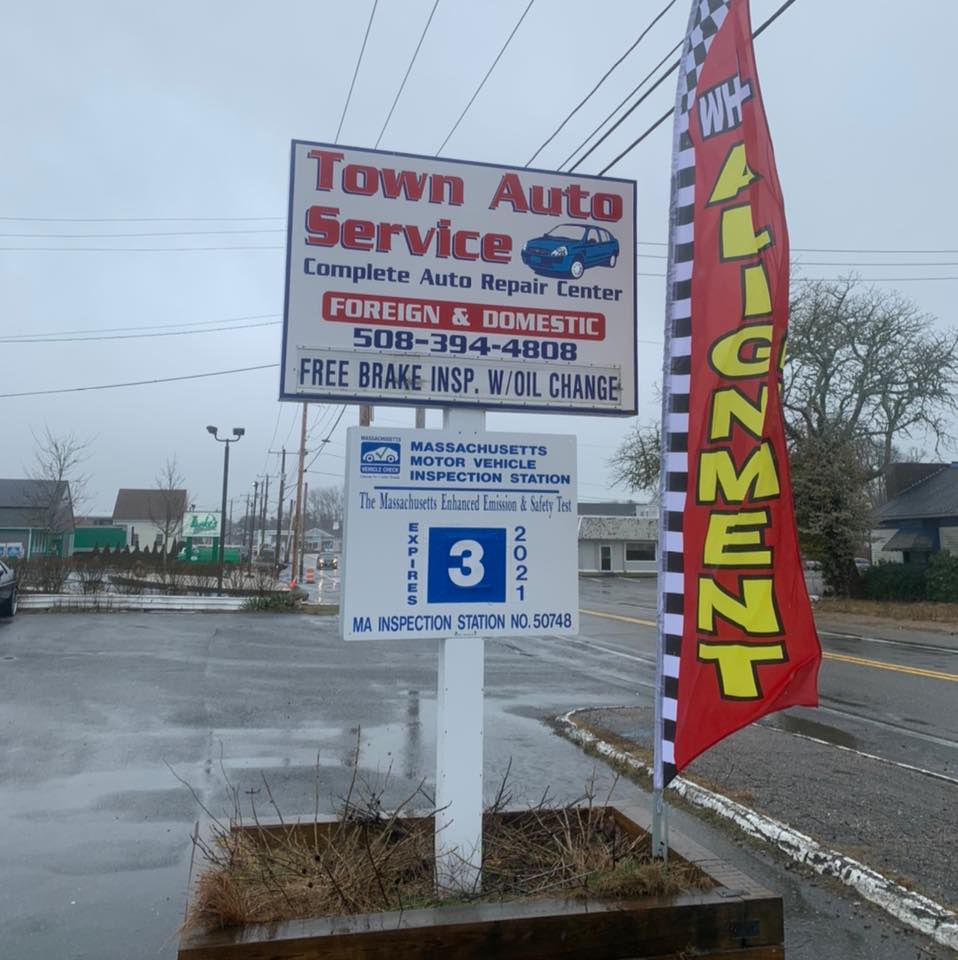 Town Auto
Service
Complete Auto Repair Center
FOREIGN & DOMESTIC
508-394-4808
FREE BRAKE INSP. W/OIL CHANGE
MASSACHUSETTS
VEHICLE CHECK
MASSACHUSETTS
MOTOR VEHICLE
INSPECTION STATION
The Massachusetts Enhanced Emission & Safety Test
EXPIRES
3
2021
MA INSPECTION STATION NO. 50748
ALIGNMENT